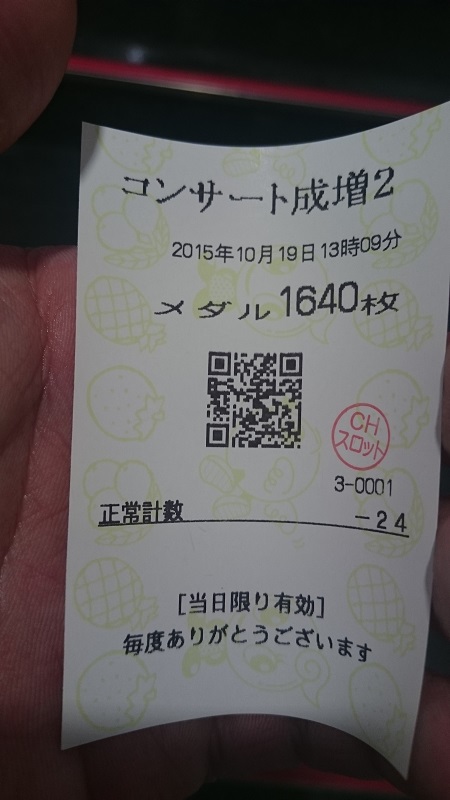 コンサート成増2
2015年10月19日13時09分
メダル1640枚
CH
スロット
3-0001
正常計数
-24
[当日限り有効]
毎度ありがとうございます